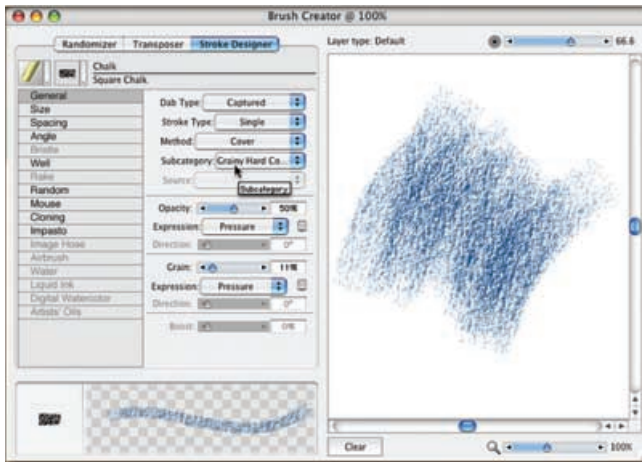 Brush Creator @ 100%
Randomizer Transposer Stroke Designer
Layer type: Default
66.6
Chalk
Square Chalk
General
Size
Spacing
Angle
Bristle
Well
Rake
Random
Mouse
Cloning
Impasto
Image Hose
Airbrush
Water
Liquid Ink
Digital Watercolor
Artists' Oils
Dab Type: Captured
Stroke Type: Single
Method: Cover
Subcategory: Grainy Hard Co...
Source:
Subcategory
Opacity: 50%
Expression: Pressure
Direction: 0°
Grain: 11%
Expression: Pressure
Direction: 0°
Boost: 0%
Clear
100%